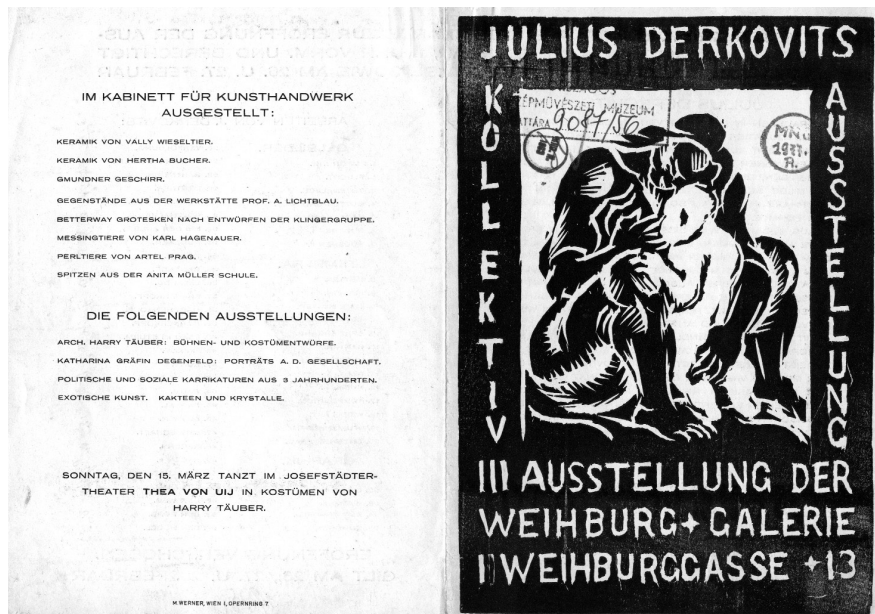 IM KABINETT FÜR KUNSTHANDWERK
AUSGESTELLT:
KERAMIK VON VALLY WIESELTIER.
KERAMIK VON HERTHA BUCHER.
GMUNDNER GESCHIRR.
GEGENSTÄNDE AUS DER WERKSTÄTTE PROF. A. LICHTBLAU.
BETTERWAY GROTESKEN NACH ENTWÜRFEN DER KLINGERGRUPPE.
MESSINGTIERE VON KARL HAGENAUER.
PERLTIERE VON ARTEL PRAG.
SPITZEN AUS DER ANITA MÜLLER SCHULE.
DIE FOLGENDEN AUSSTELLUNGEN:
ARCH. HARRY TÄUBER: BÜHNEN- UND KOSTÜMENTWÜRFE.
KATHARINA GRÄFIN DEGENFELD: PORTRÄTS A. D. GESELLSCHAFT.
POLITISCHE UND SOZIALE KARRIKATUREN AUS 3 JAHRHUNDERTEN.
EXOTISCHE KUNST. KAKTEEN UND KRYSTALLE.
SONNTAG, DEN 15. MÄRZ TANZT IM JOSEFSTÄDTER-
THEATER THEA VON UIJ IN KOSTÜMEN VON
HARRY TÄUBER.
M. WERNER, WIEN I, OPERNRING 7
JULIUS DERKOVITS
KOLLEKTIV
AUSSTELLUNG
MUZEUM
9087/56
MNG
III AUSSTELLUNG DER
WEIHBURG + GALERIE
I WEIHBURGGASSE + 13